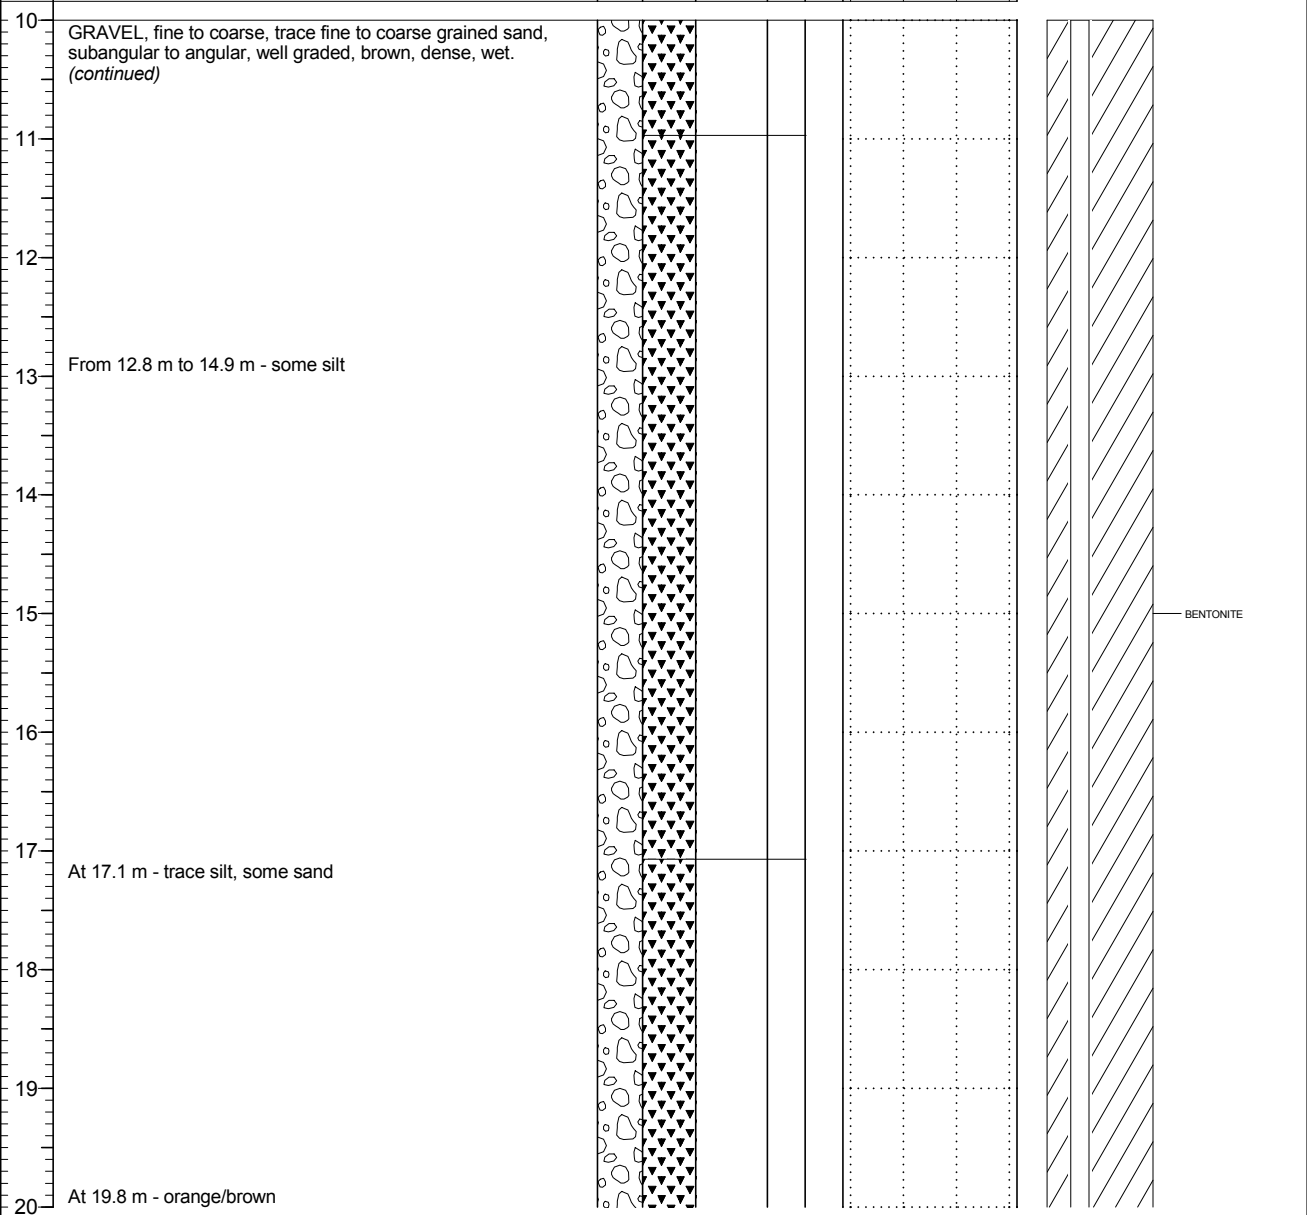 10
GRAVEL, fine to coarse, trace fine to coarse grained sand,
subangular to angular, well graded, brown, dense, wet.
(continued)
11
12
From 12.8 m to 14.9 m - some silt
13
14
15
BENTONITE
16
17
At 17.1 m - trace silt, some sand
18
19
At 19.8 m - orange/brown
20